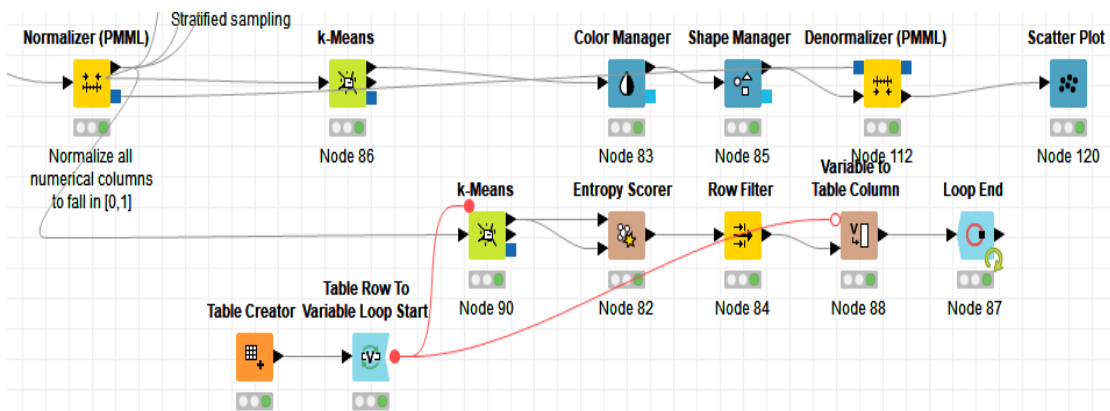 Stratified sampling
Normalizer (PMML)
k-Means
Color Manager
Shape Manager
Denormalizer (PMML)
Scatter Plot
Normalize all
numerical columns
to fall in [0,1]
Node 86
Node 83
Node 85
Node 112
Node 120
k-Means
Entropy Scorer
Row Filter
Variable to
Table Column
Loop End
V
Node 90
Node 82
Node 84
Node 88
Node 87
Table Creator
Table Row To
Variable Loop Start
V